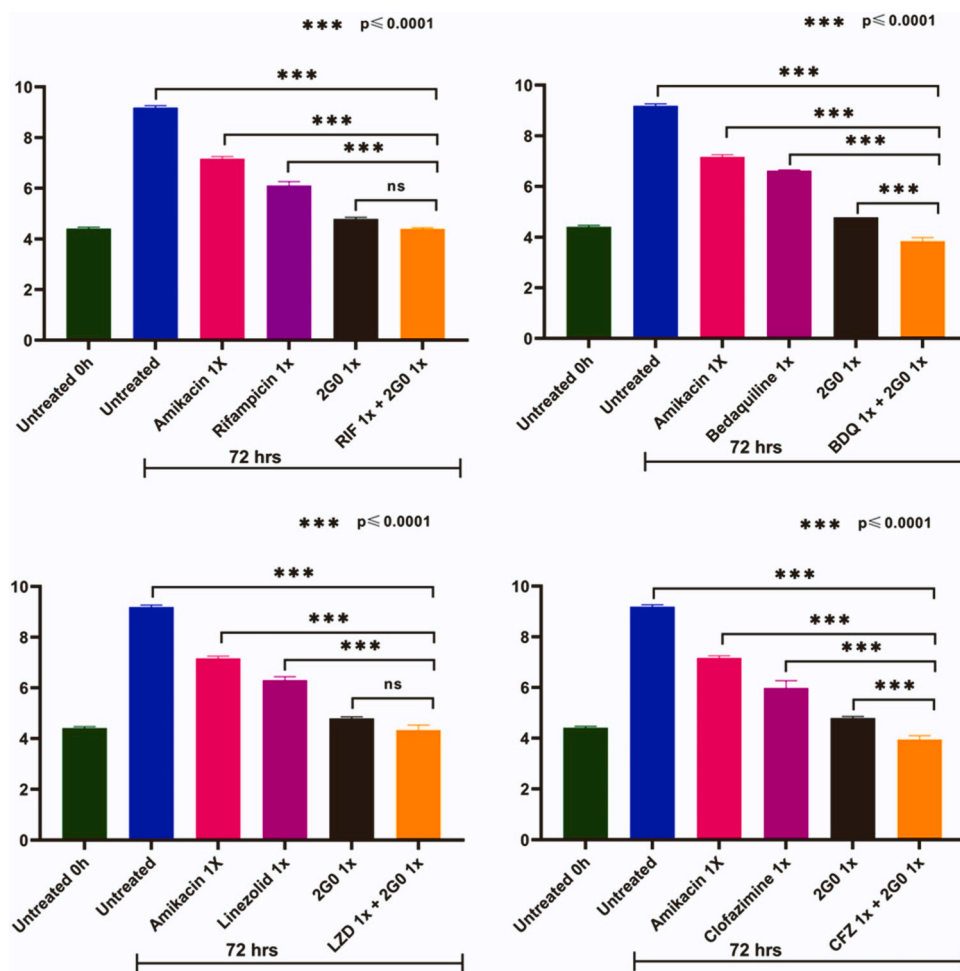 *** p≤ 0.0001
***
***
***
ns
10
8
6
4
2
0
Untreated 0h
Untreated
Amikacin 1X
Rifampicin 1x
2G0 1x
RIF 1x + 2G0 1x
72 hrs
*** p≤ 0.0001
***
***
***
***
10
8
6
4
2
0
Untreated 0h
Untreated
Amikacin 1X
Bedaquiline 1x
2G0 1x
BDQ 1x + 2G0 1x
72 hrs
*** p≤ 0.0001
***
***
***
ns
10
8
6
4
2
0
Untreated 0h
Untreated
Amikacin 1X
Linezolid 1x
2G0 1x
LZD 1x + 2G0 1x
72 hrs
*** p≤ 0.0001
***
***
***
***
10
8
6
4
2
0
Untreated 0h
Untreated
Amikacin 1X
Clofazimine 1x
2G0 1x
CFZ 1x + 2G0 1x
72 hrs